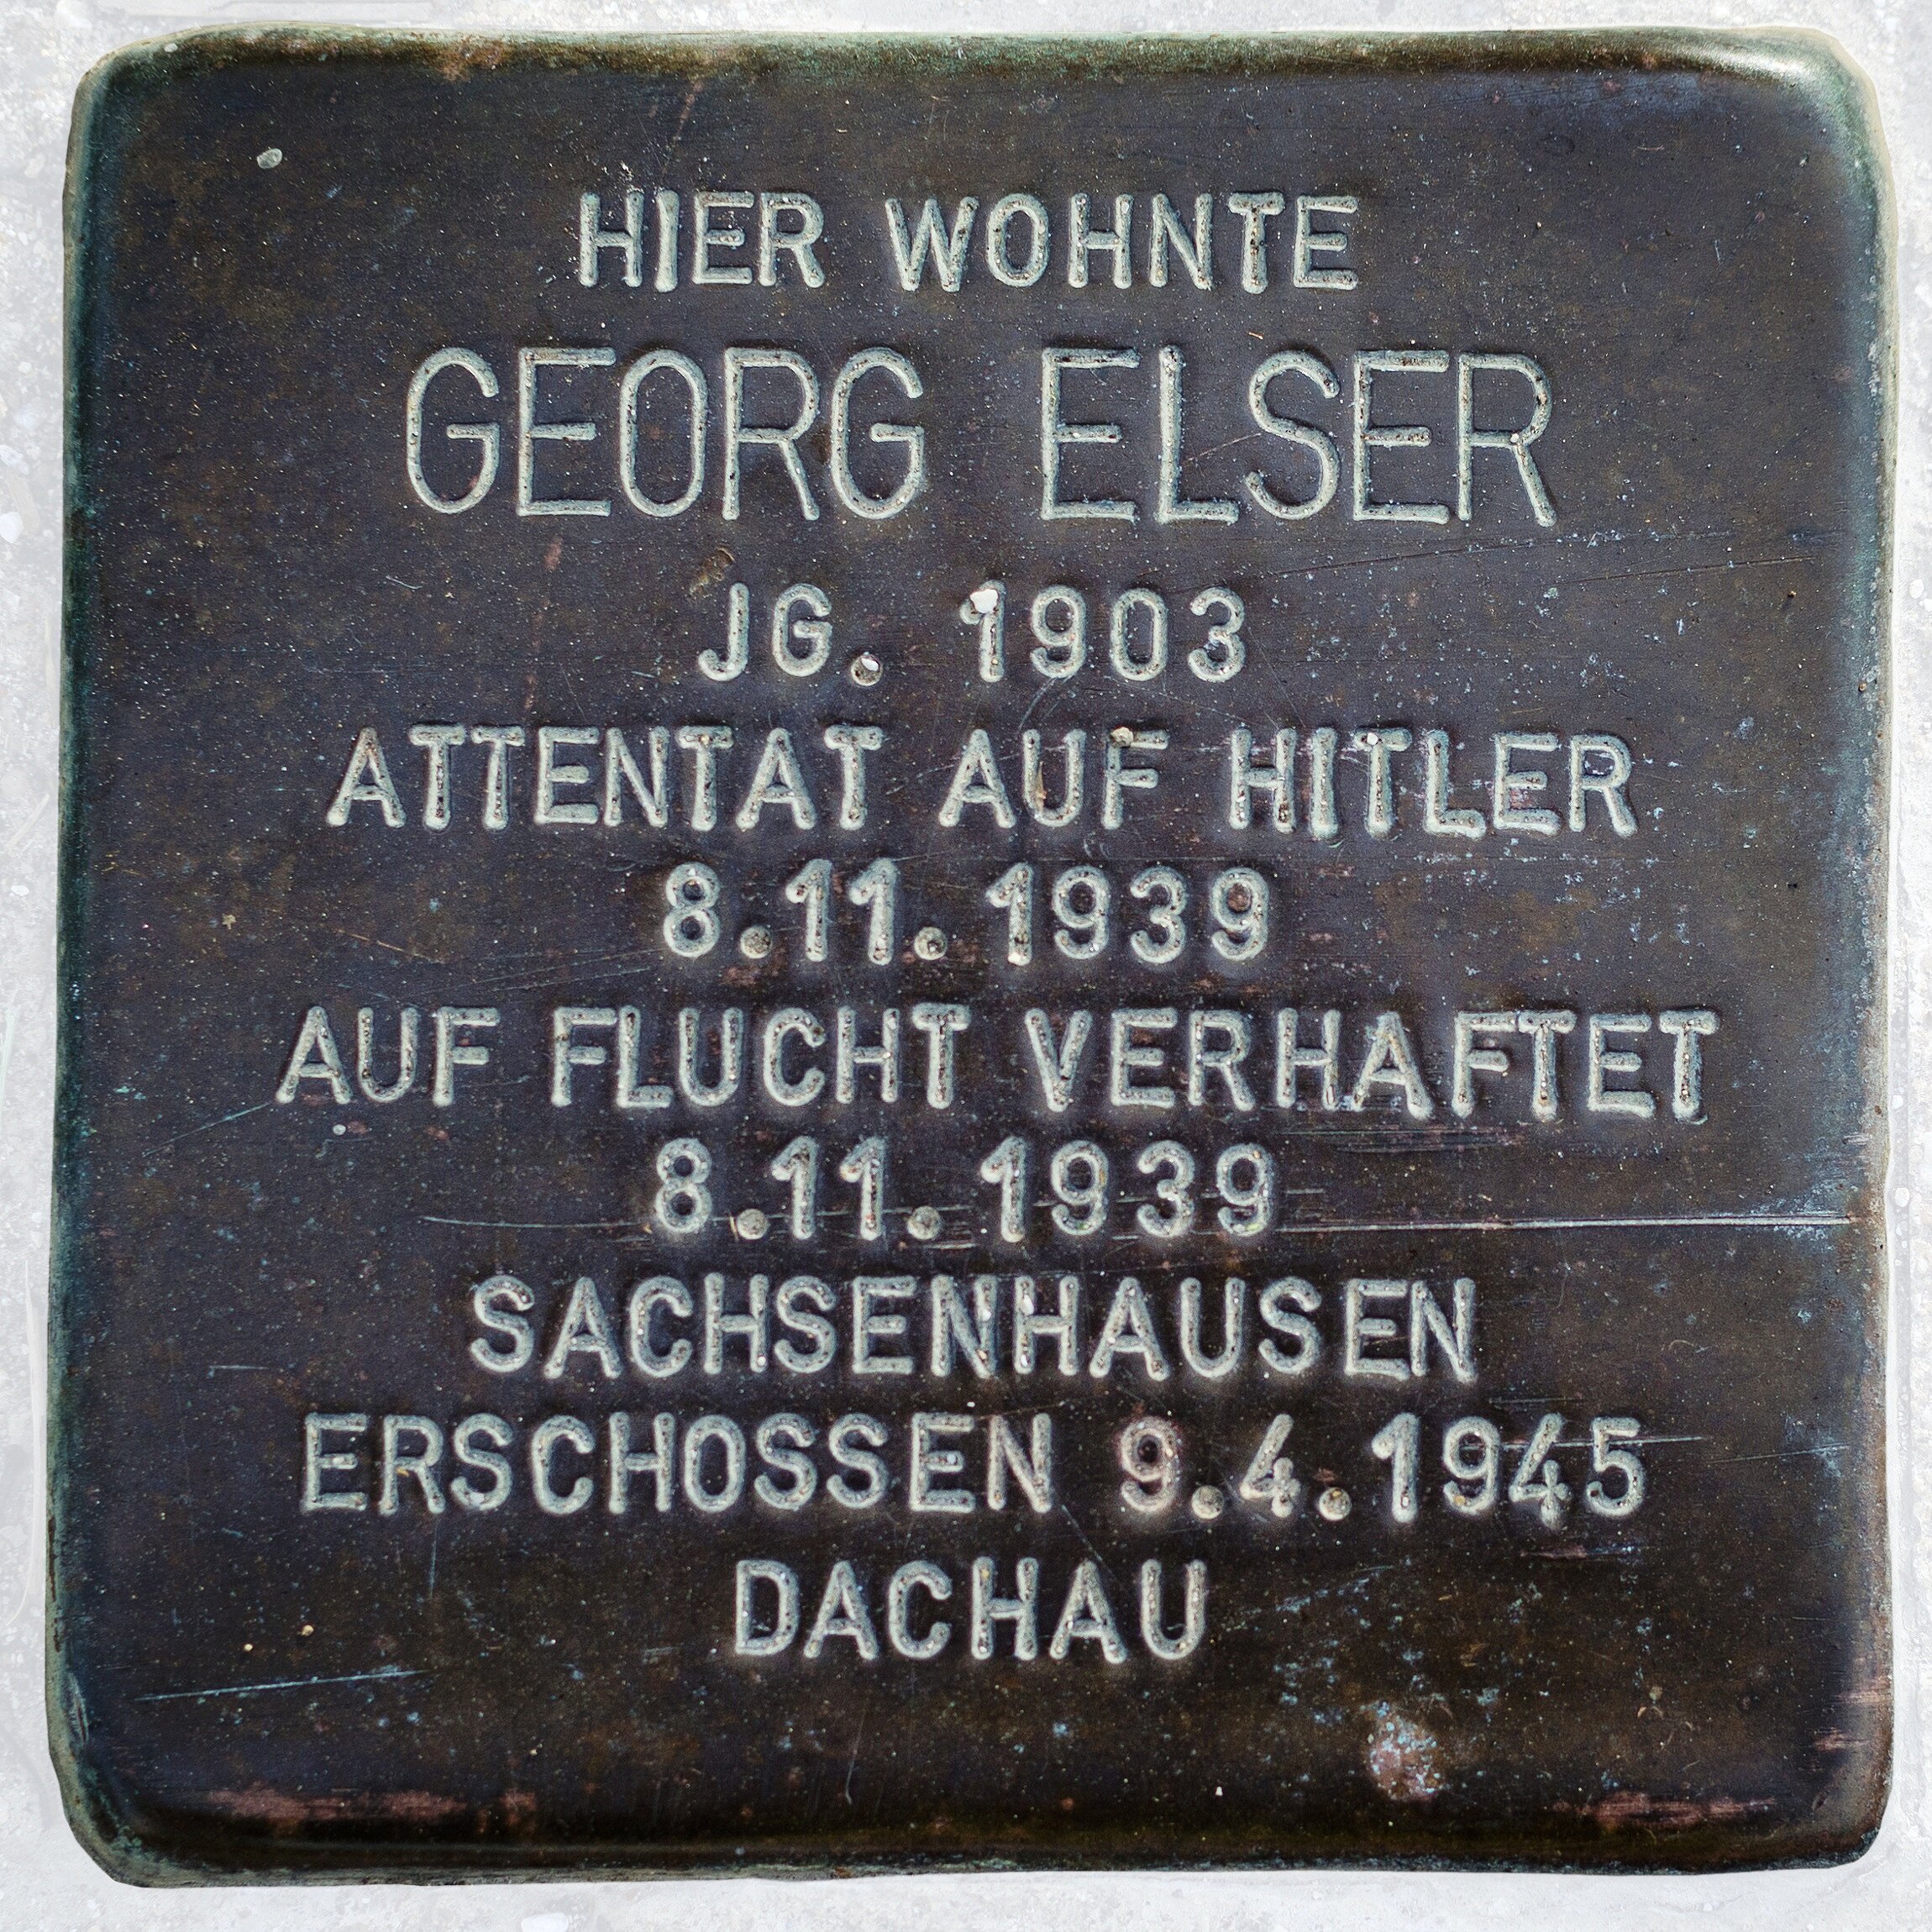 HIER WOHNTE
GEORG ELSER
JG. 1903
ATTENTAT AUF HITLER
8.11.1939
AUF FLUCHT VERHAFTET
8.11.1939
SACHSENHAUSEN
ERSCHOSSEN 9.4.1945
DACHAU